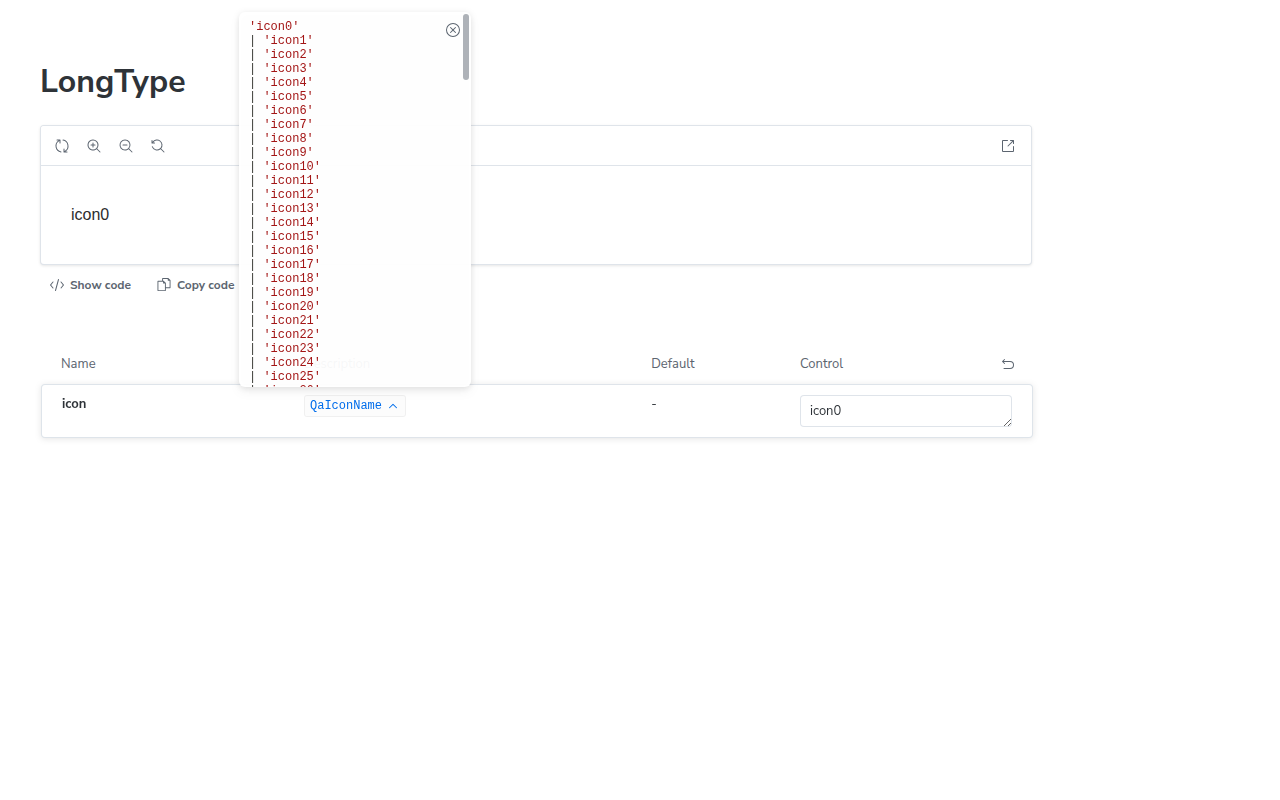 'icon0'
| 'icon1'
| 'icon2'
| 'icon3'
| 'icon4'
| 'icon5'
| 'icon6'
| 'icon7'
| 'icon8'
| 'icon9'
| 'icon10'
| 'icon11'
| 'icon12'
| 'icon13'
| 'icon14'
| 'icon15'
| 'icon16'
| 'icon17'
| 'icon18'
| 'icon19'
| 'icon20'
| 'icon21'
| 'icon22'
| 'icon23'
| 'icon24'
| 'icon25'
LongType
icon0
Show code
Copy code
Name
Default
Control
icon
QaIconName
-
icon0